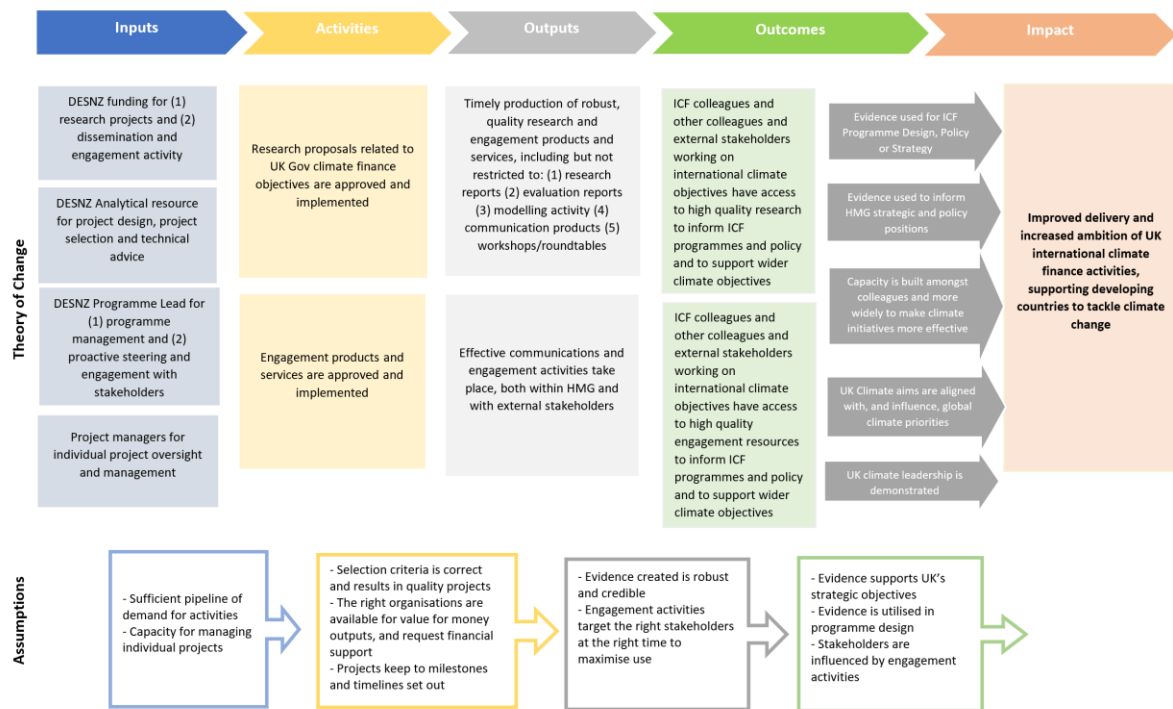 Inputs
Activities
Outputs
Outcomes
Impact
Theory of Change
DESNZ funding for (1)
research projects and (2)
dissemination and
engagement activity
DESNZ Analytical resource
for project design, project
selection and technical
advice
DESNZ Programme Lead for
(1) programme
management and (2)
proactive steering and
engagement with
stakeholders
Project managers for
individual project oversight
and management
Research proposals related to
UK Gov climate finance
objectives are approved and
implemented
Engagement products and
services are approved and
implemented
Timely production of robust,
quality research and
engagement products and
services, including but not
restricted to: (1) research
reports (2) evaluation reports
(3) modelling activity (4)
communication products (5)
workshops/roundtables
Effective communications and
engagement activities take
place, both within HMG and
with external stakeholders
ICF colleagues and
other colleagues and
external stakeholders
working on
international climate
objectives have access
to high quality research
to inform ICF
programmes and policy
and to support wider
climate objectives
ICF colleagues and
other colleagues and
external stakeholders
working on
international climate
objectives have access
to high quality
engagement resources
to inform ICF
programmes and policy
and to support wider
climate objectives
Evidence used for ICF
Programme Design, Policy
or Strategy
Evidence used to inform
HMG strategic and policy
positions
Capacity is built amongst
colleagues and more
widely to make climate
initiatives more effective
UK Climate aims are aligned
with, and influence, global
climate priorities
UK climate leadership is
demonstrated
Improved delivery and
increased ambition of UK
international climate
finance activities,
supporting developing
countries to tackle climate
change
Assumptions
- Sufficient pipeline of
demand for activities
- Capacity for managing
individual projects
- Selection criteria is correct
and results in quality projects
- The right organisations are
available for value for money
outputs, and request financial
support
- Projects keep to milestones
and timelines set out
- Evidence created is robust
and credible
- Engagement activities
target the right stakeholders
at the right time to
maximise use
- Evidence supports UK's
strategic objectives
- Evidence is utilised in
programme design
- Stakeholders are
influenced by engagement
activities